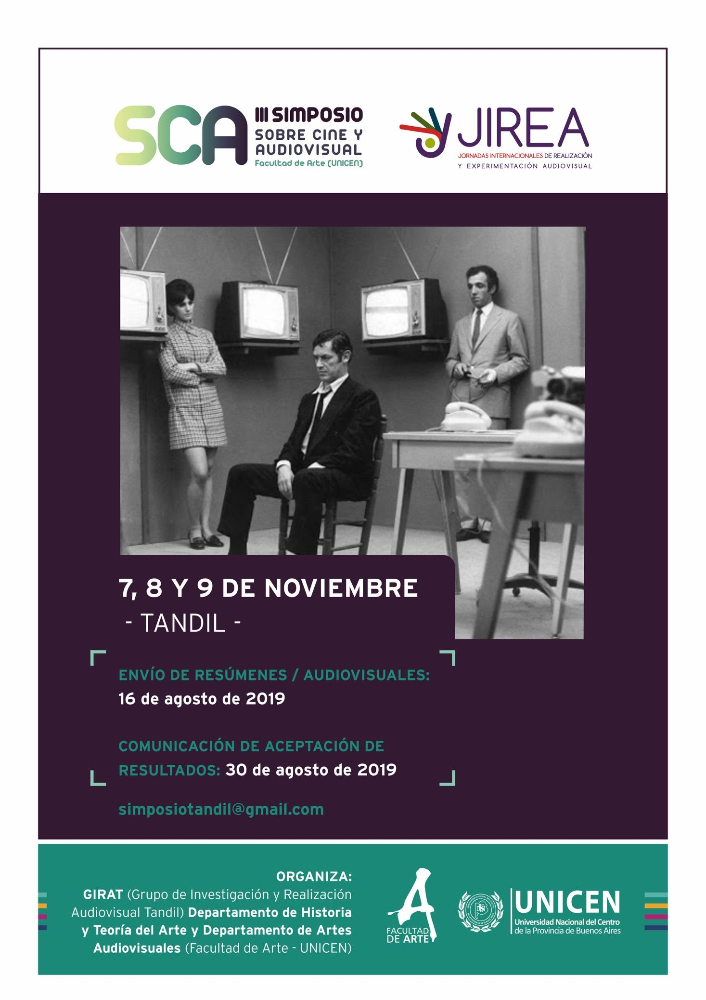 SCA
III SIMPOSIO
SOBRE CINE Y
AUDIOVISUAL
Facultad de Arte (UNICEN)
JIREA
JORNADAS INTERNACIONALES DE REALIZACIÓN
Y EXPERIMENTACIÓN AUDIOVISUAL
7, 8 Y 9 DE NOVIEMBRE
- TANDIL -
ENVÍO DE RESÚMENES / AUDIOVISUALES:
16 de agosto de 2019
COMUNICACIÓN DE ACEPTACIÓN DE
RESULTADOS: 30 de agosto de 2019
simposiotandil@gmail.com
ORGANIZA:
GIRAT (Grupo de Investigación y Realización
Audiovisual Tandil) Departamento de Historia
y Teoría del Arte y Departamento de Artes
Audiovisuales (Facultad de Arte - UNICEN)
FACULTAD
DE ARTE
UNICEN
Universidad Nacional del Centro
de la Provincia de Buenos Aires